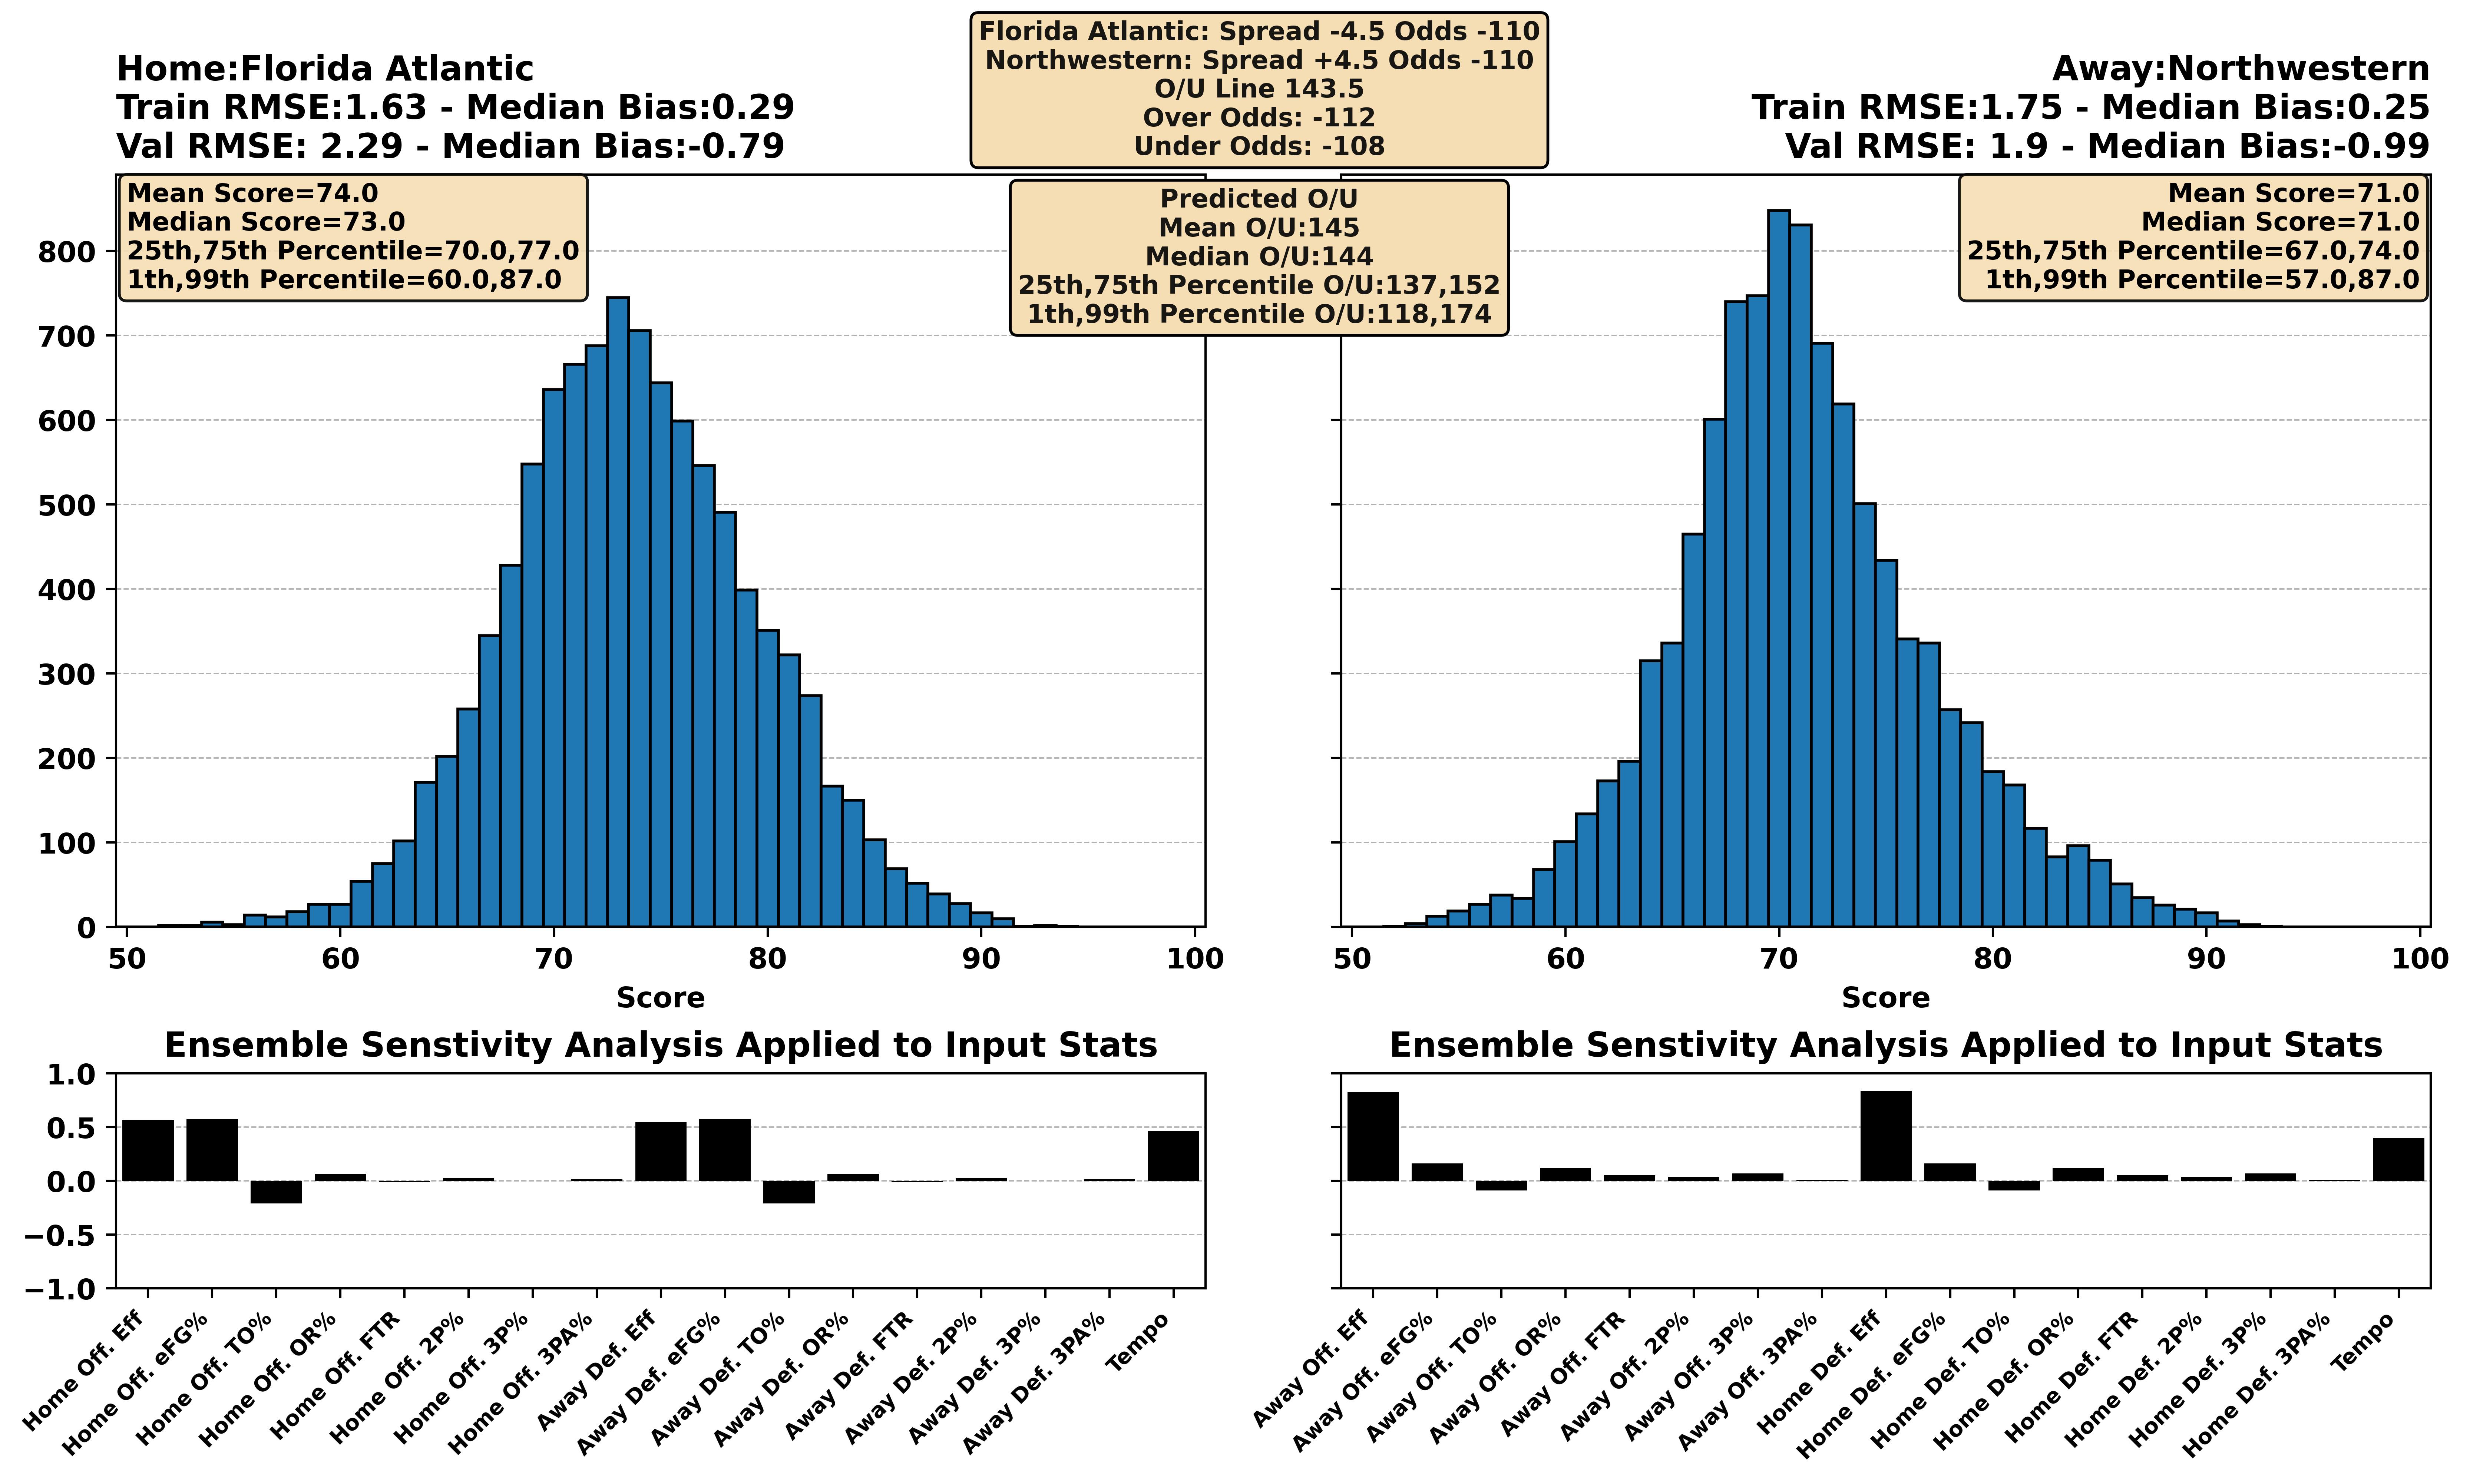 Florida Atlantic: Spread -4.5 Odds -110
Northwestern: Spread +4.5 Odds -110
O/U Line 143.5
Over Odds: -112
Under Odds: -108
Home:Florida Atlantic
Train RMSE:1.63 - Median Bias:0.29
Val RMSE: 2.29 - Median Bias:-0.79
Away:Northwestern
Train RMSE:1.75 - Median Bias:0.25
Val RMSE: 1.9 - Median Bias:-0.99
Mean Score=74.0
Median Score=73.0
25th,75th Percentile=70.0,77.0
1th,99th Percentile=60.0,87.0
Predicted O/U
Mean O/U:145
Median O/U:144
25th,75th Percentile O/U:137,152
1th,99th Percentile O/U:118,174
Mean Score=71.0
Median Score=71.0
25th,75th Percentile=67.0,74.0
1th,99th Percentile=57.0,87.0
800
700
600
500
400
300
200
100
0
50 60 70 80 90 100
Score
50 60 70 80 90 100
Score
Ensemble Senstivity Analysis Applied to Input Stats
1.0
0.5
0.0
−0.5
−1.0
Home Off. Eff
Home Off. eFG%
Home Off. TO%
Home Off. OR%
Home Off. FTR
Home Off. 2P%
Home Off. 3P%
Home Off. 3PA%
Away Def. Eff
Away Def. eFG%
Away Def. TO%
Away Def. OR%
Away Def. FTR
Away Def. 2P%
Away Def. 3P%
Away Def. 3PA%
Tempo
Ensemble Senstivity Analysis Applied to Input Stats
Away Off. Eff
Away Off. eFG%
Away Off. TO%
Away Off. OR%
Away Off. FTR
Away Off. 2P%
Away Off. 3P%
Away Off. 3PA%
Home Def. Eff
Home Def. eFG%
Home Def. TO%
Home Def. OR%
Home Def. FTR
Home Def. 2P%
Home Def. 3P%
Home Def. 3PA%
Tempo